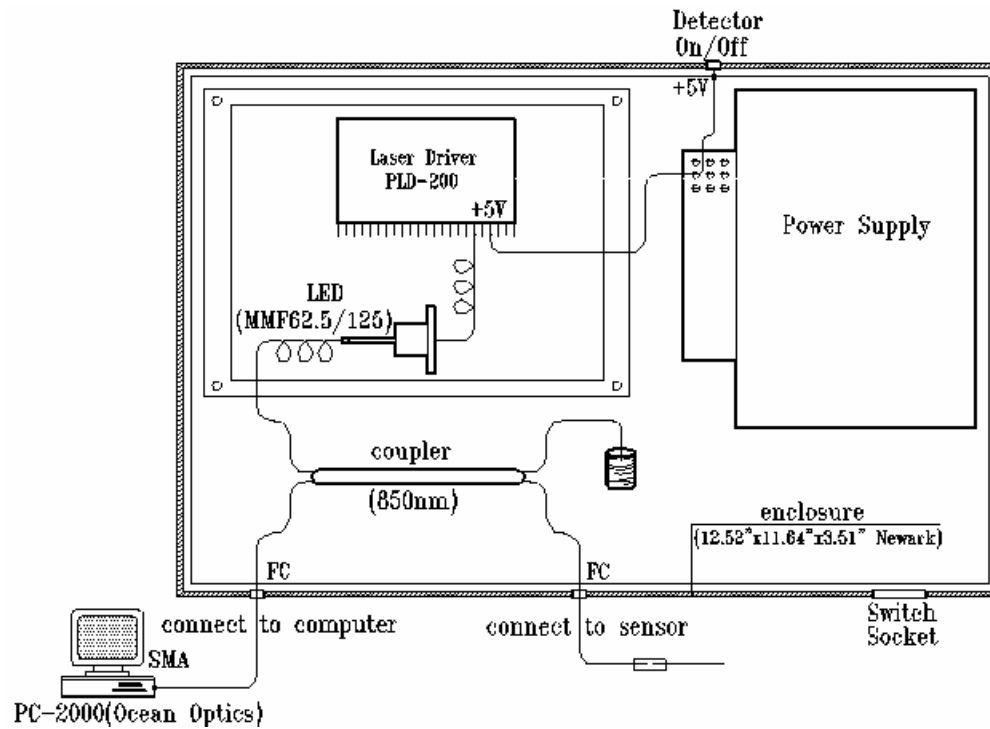 Detector
On/Off
+5V
Laser Driver
PLD-200
+5V
Power Supply
LED
(MMF62.5/125)
coupler
(850nm)
enclosure
(12.52"x11.64"x3.51" Newark)
FC
FC
connect to computer
connect to sensor
Switch
Socket
SMA
PC-2000(Ocean Optics)